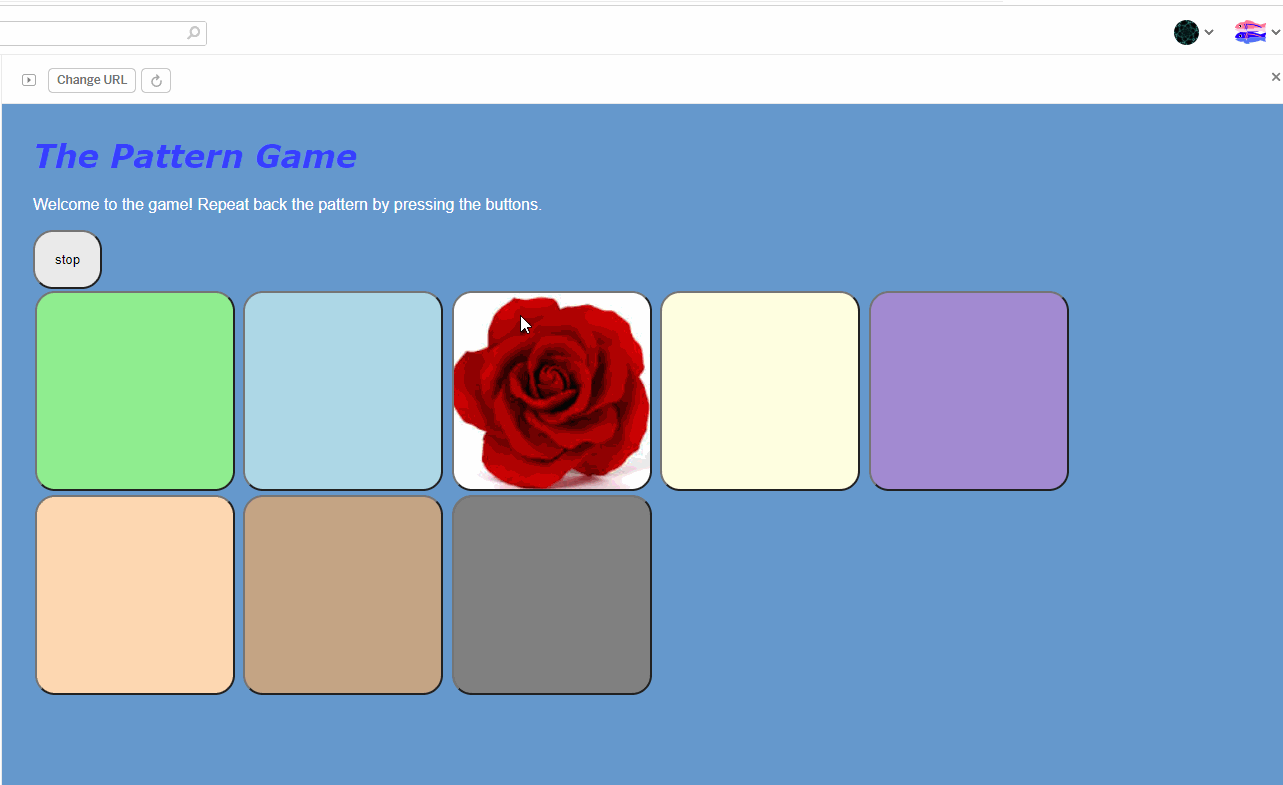 Change URL
The Pattern Game
Welcome to the game! Repeat back the pattern by pressing the buttons.
stop